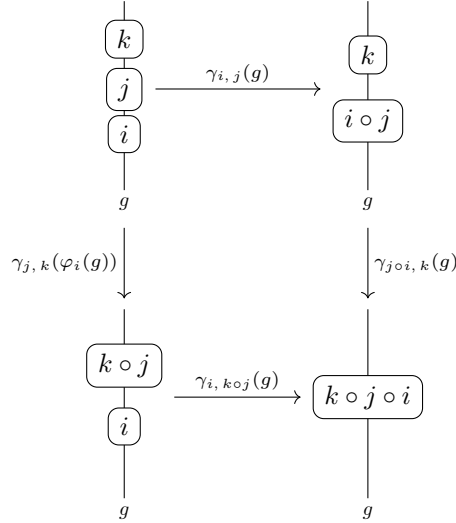 k
k
j
γ_{i, j}(g)
i ∘ j
i
g
g
γ_{j, k}(φ_i(g))
γ_{j∘i, k}(g)
k ∘ j
γ_{i, k∘j}(g)
k ∘ j ∘ i
i
g
g